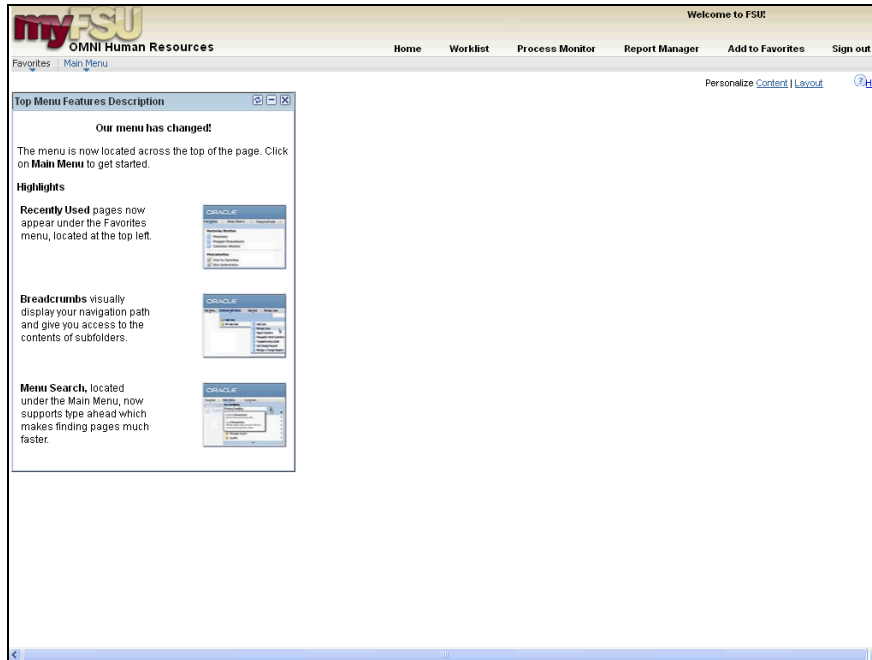 myFSU
Welcome to FSU!
OMNI Human Resources
Home Worklist Process Monitor Report Manager Add to Favorites Sign out
Favorites Main Menu
Personalize Content | Layout ? H
Top Menu Features Description
Our menu has changed!
The menu is now located across the top of the page. Click
on Main Menu to get started.
Highlights
Recently Used pages now
appear under the Favorites
menu, located at the top left.
ORACLE
Breadcrumbs visually
display your navigation path
and give you access to the
contents of subfolders.
ORACLE
Menu Search, located
under the Main Menu, now
supports type ahead which
makes finding pages much
faster.
ORACLE